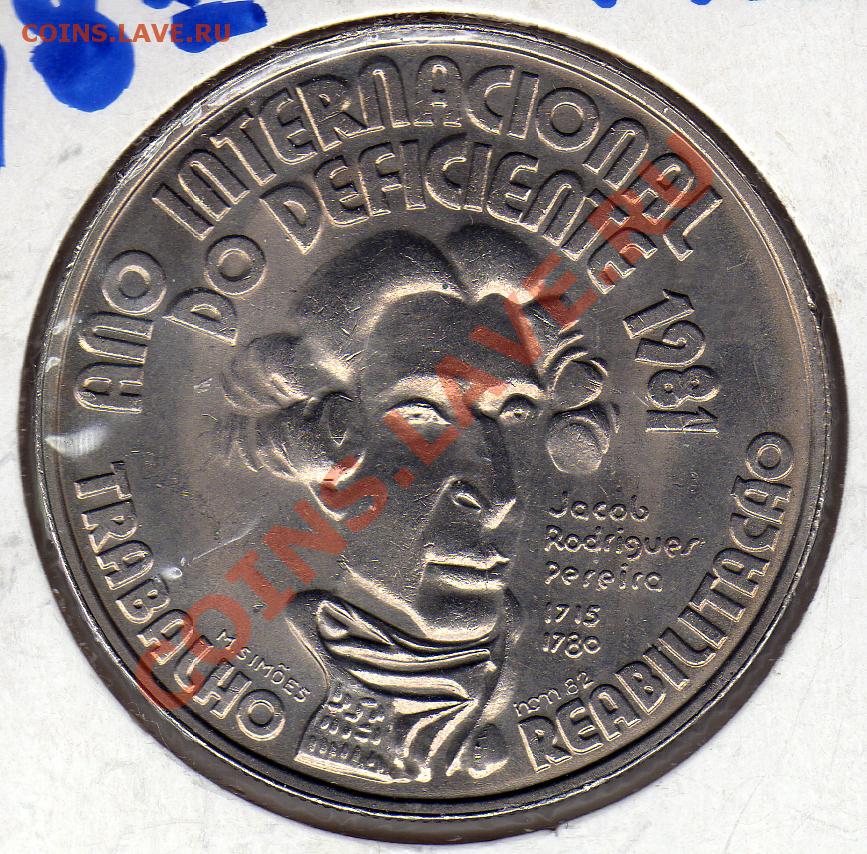 COINS.LAVE.RU
ANO INTERNACIONAL
DO DEFICIENTE 1981
TRABALHO
REABILITAÇÃO
Jacob
Rodrigues
Pereira
1715
1780
M.SIMÕES
incm 82
COINS.LAVE.RU